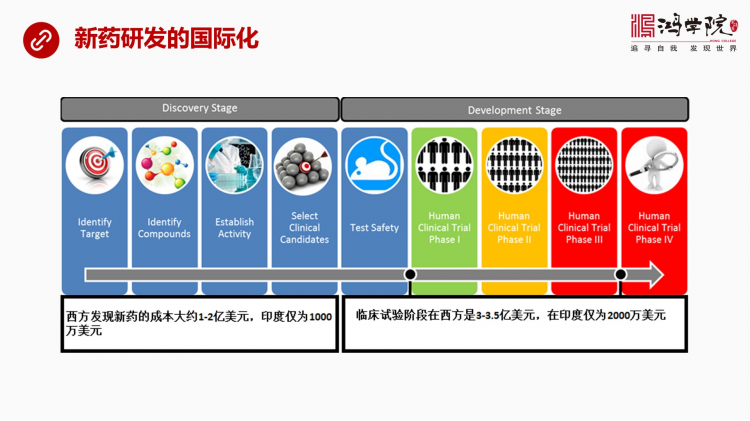 新药研发的国际化
鸿学院
HONG COLLEGE
追寻自我 发现世界
Discovery Stage
Development Stage
Identify
Target
Identify
Compounds
Establish
Activity
Select
Clinical
Candidates
Test Safety
Human
Clinical Trial
Phase I
Human
Clinical Trial
Phase II
Human
Clinical Trial
Phase III
Human
Clinical Trial
Phase IV
西方发现新药的成本大约1-2亿美元，印度仅为1000
万美元
临床试验阶段在西方是3-3.5亿美元，在印度仅为2000万美元